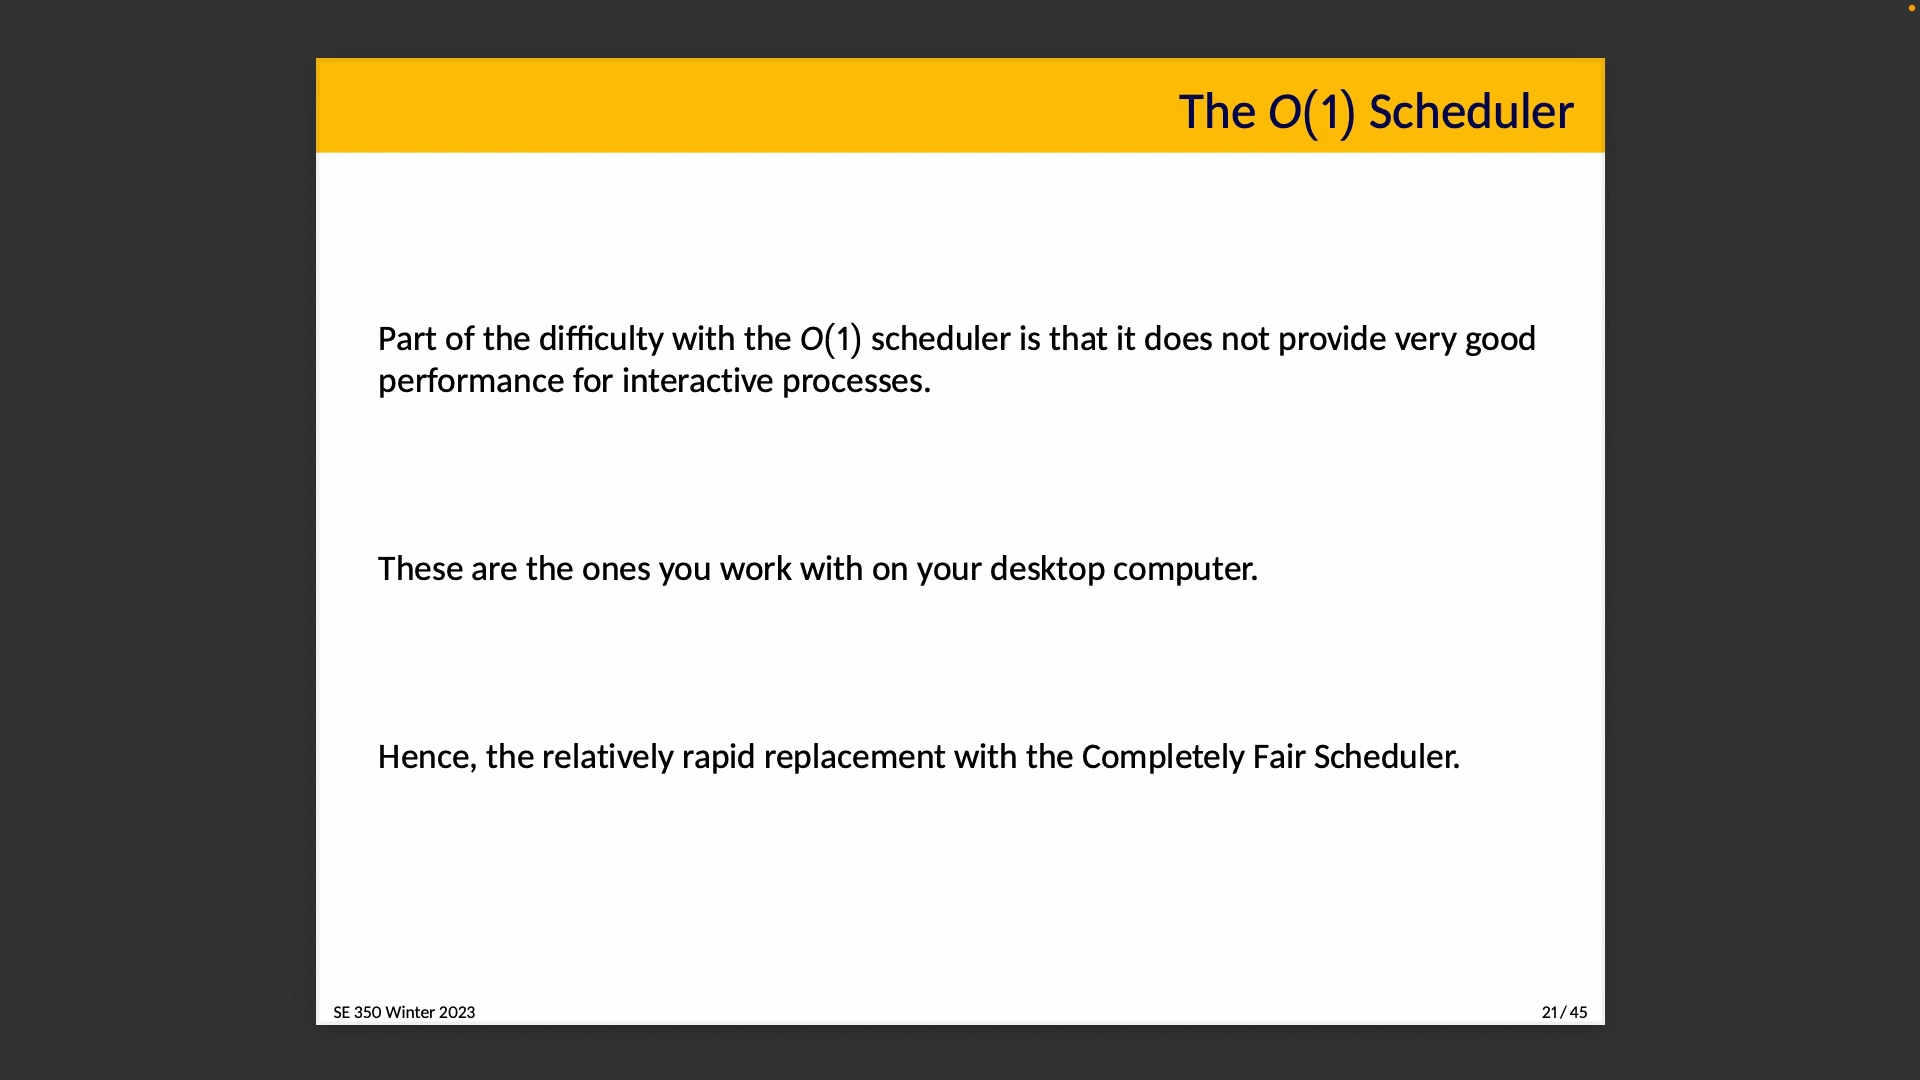 The O(1) Scheduler
Part of the difficulty with the O(1) scheduler is that it does not provide very good
performance for interactive processes.
These are the ones you work with on your desktop computer.
Hence, the relatively rapid replacement with the Completely Fair Scheduler.
SE 350 Winter 2023
21 / 45